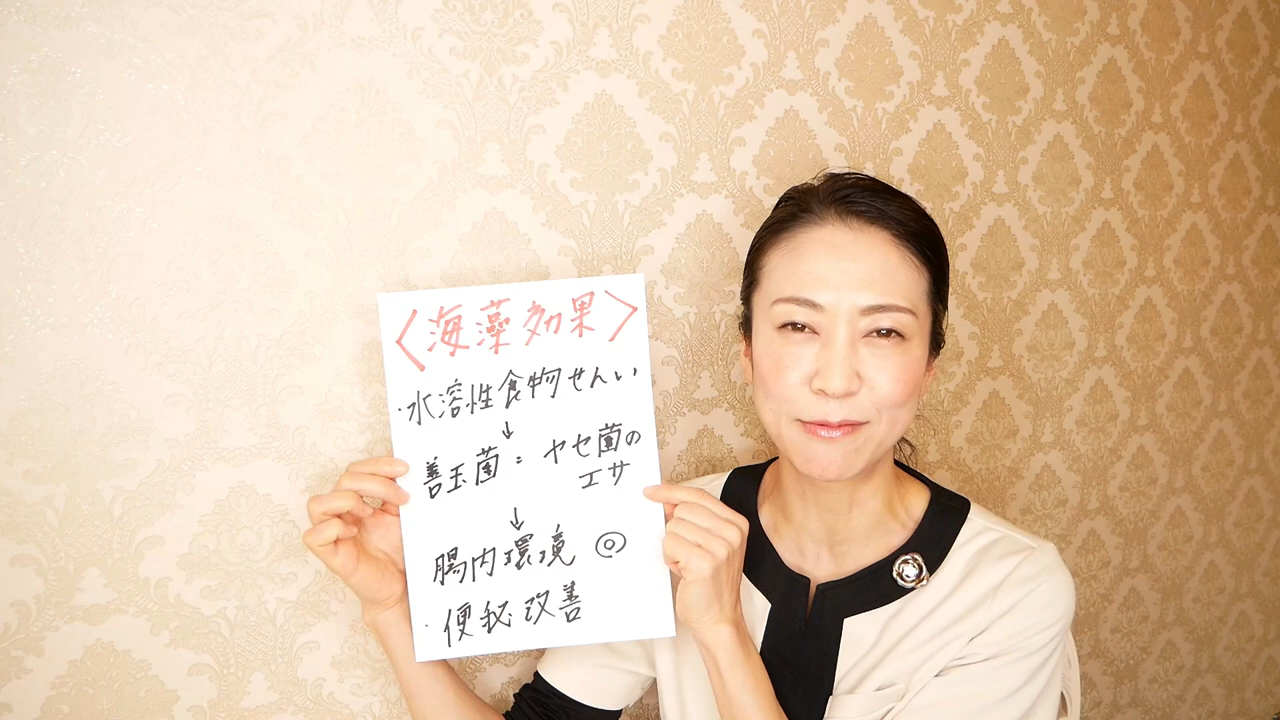 〈海藻効果〉
・水溶性食物せんい
↓
善玉菌=ヤセ菌の
エサ
↓
腸内環境 ◎
・便秘改善